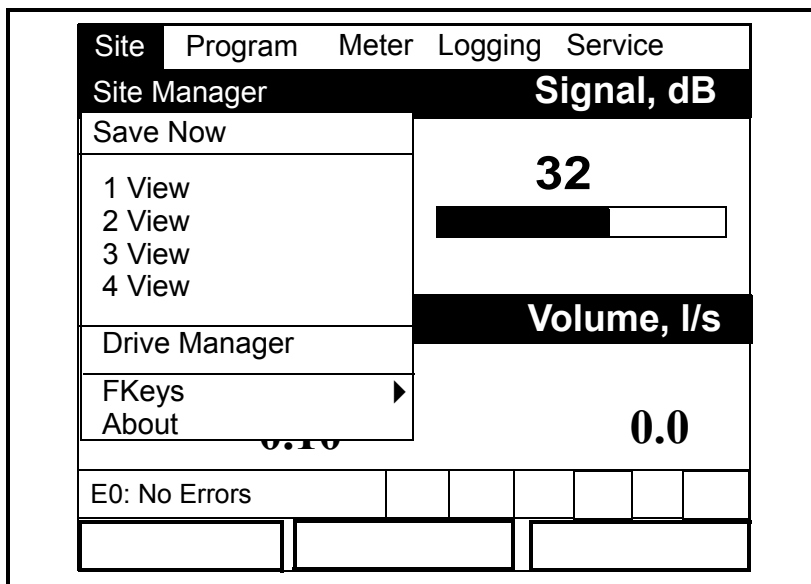 Site Program Meter Logging Service
Site Manager
Signal, dB
Save Now
1 View
2 View
3 View
4 View
32
Volume, l/s
Drive Manager
FKeys
About
0.0
E0: No Errors